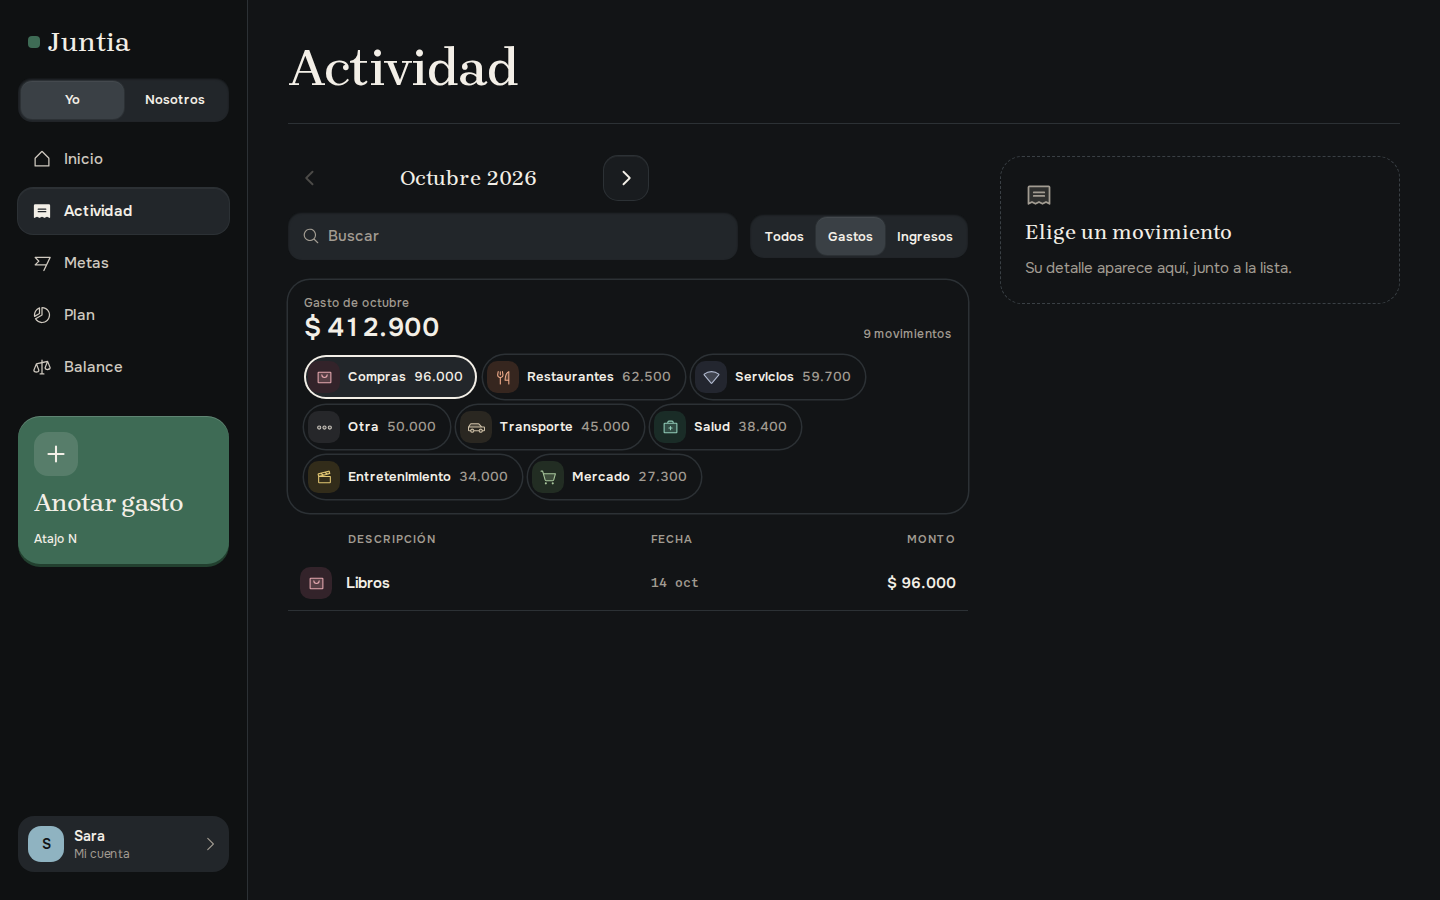 Juntia
Yo Nosotros
Inicio
Actividad
Metas
Plan
Balance
Anotar gasto
Atajo N
S
Sara
Mi cuenta
Actividad
Octubre 2026
Buscar
Todos Gastos Ingresos
Gasto de octubre
$ 412.900
9 movimientos
Compras 96.000 Restaurantes 62.500 Servicios 59.700
Otra 50.000 Transporte 45.000 Salud 38.400
Entretenimiento 34.000 Mercado 27.300
DESCRIPCIÓN FECHA MONTO
Libros 14 oct $ 96.000
Elige un movimiento
Su detalle aparece aquí, junto a la lista.